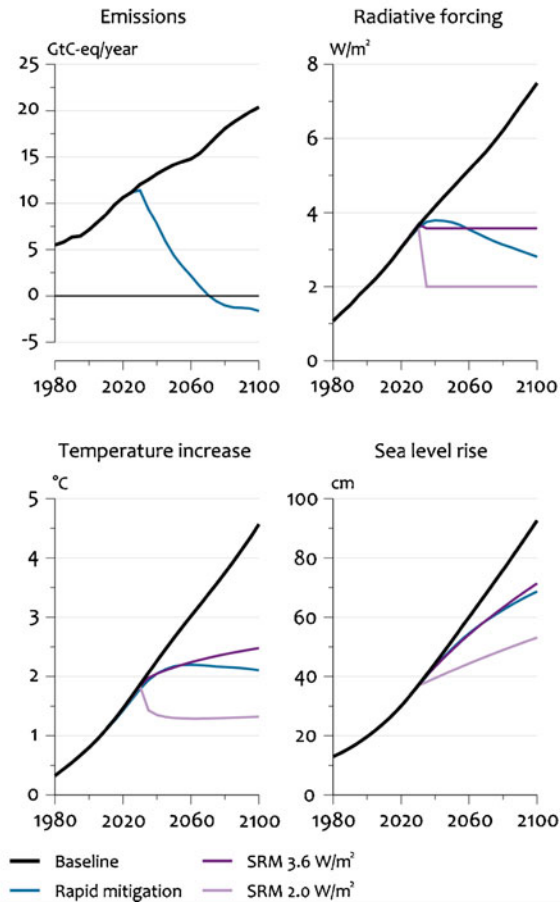 Emissions
GtC-eq/year
25
20
15
10
5
0
-5
1980 2020 2060 2100
Radiative forcing
W/m²
8
6
4
2
0
1980 2020 2060 2100
Temperature increase
°C
5
4
3
2
1
0
1980 2020 2060 2100
Sea level rise
cm
100
80
60
40
20
0
1980 2020 2060 2100
Baseline
Rapid mitigation
SRM 3.6 W/m²
SRM 2.0 W/m²